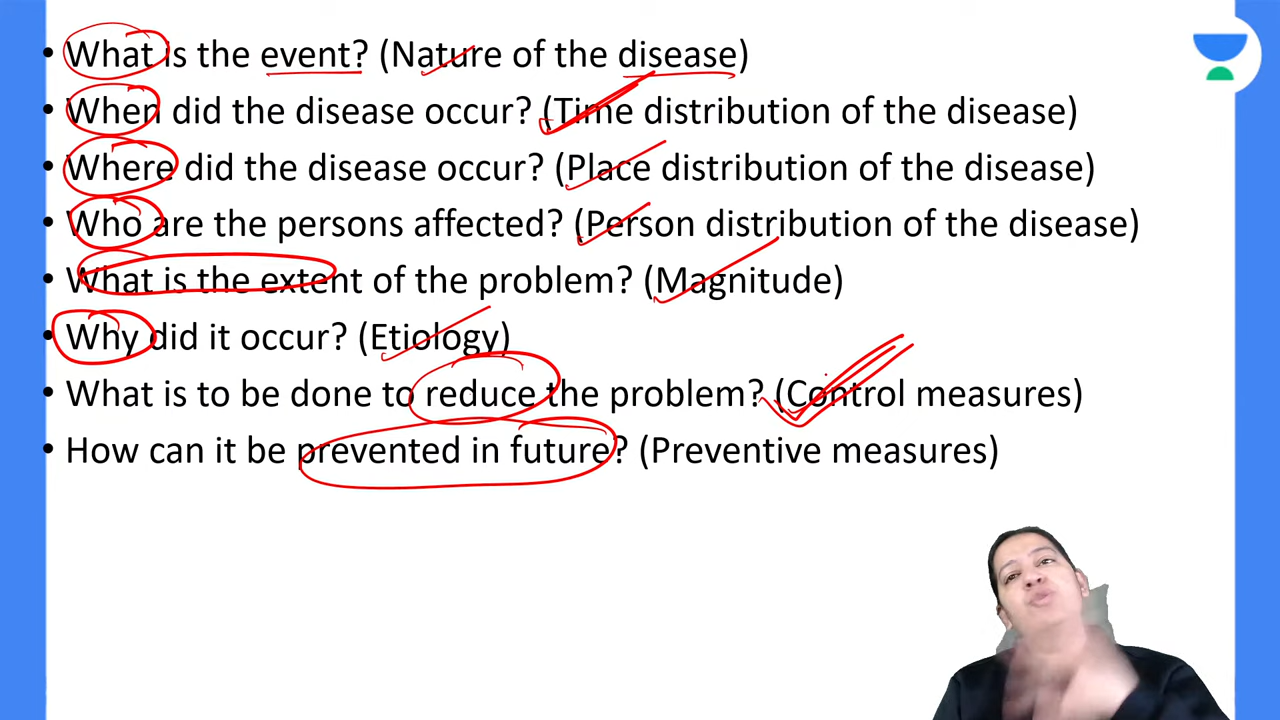 • What is the event? (Nature of the disease)
• When did the disease occur? (Time distribution of the disease)
• Where did the disease occur? (Place distribution of the disease)
• Who are the persons affected? (Person distribution of the disease)
• What is the extent of the problem? (Magnitude)
• Why did it occur? (Etiology)
• What is to be done to reduce the problem? (Control measures)
• How can it be prevented in future? (Preventive measures)